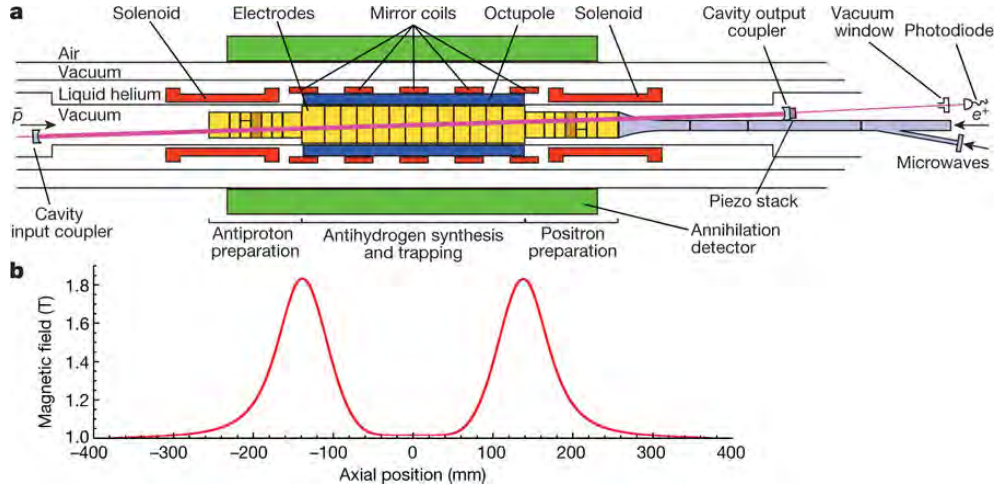 a
Solenoid
Electrodes
Mirror coils
Octupole
Solenoid
Cavity output
coupler
Vacuum
window
Photodiode
Air
Vacuum
Liquid helium
Vacuum
p̄
e⁺
Microwaves
Cavity
input coupler
Piezo stack
Annihilation
detector
Antiproton
preparation
Antihydrogen synthesis
and trapping
Positron
preparation
b
Magnetic field (T)
1.8
1.6
1.4
1.2
1.0
−400 −300 −200 −100 0 100 200 300 400
Axial position (mm)